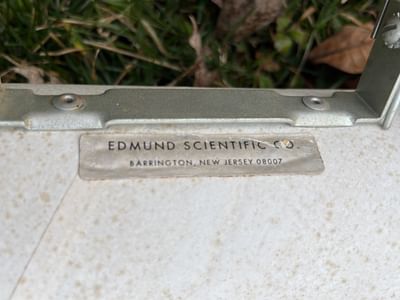 EDMUND SCIENTIFIC CO.
BARRINGTON, NEW JERSEY 08007